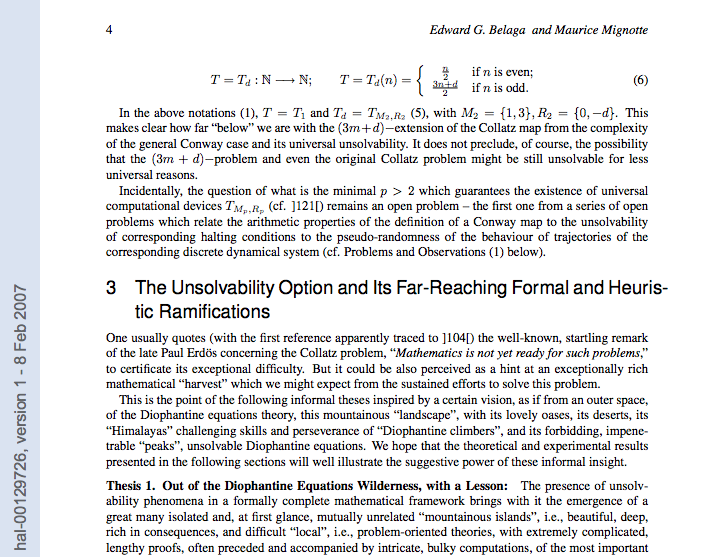 4
Edward G. Belaga and Maurice Mignotte
T = T_d : ℕ ⟶ ℕ; T = T_d(n) = { n/2 if n is even; 3n+d/2 if n is odd. (6)
In the above notations (1), T = T_1 and T_d = T_{M_2,R_2} (5), with M_2 = {1, 3}, R_2 = {0, −d}. This
makes clear how far “below” we are with the (3m+d)−extension of the Collatz map from the complexity
of the general Conway case and its universal unsolvability. It does not preclude, of course, the possibility
that the (3m + d)−problem and even the original Collatz problem might be still unsolvable for less
universal reasons.
Incidentally, the question of what is the minimal p > 2 which guarantees the existence of universal
computational devices T_{M_p,R_p} (cf. ]121[) remains an open problem – the first one from a series of open
problems which relate the arithmetic properties of the definition of a Conway map to the unsolvability
of corresponding halting conditions to the pseudo-randomness of the behaviour of trajectories of the
corresponding discrete dynamical system (cf. Problems and Observations (1) below).
3 The Unsolvability Option and Its Far-Reaching Formal and Heuris-
tic Ramifications
One usually quotes (with the first reference apparently traced to ]104[) the well-known, startling remark
of the late Paul Erdös concerning the Collatz problem, “Mathematics is not yet ready for such problems,”
to certificate its exceptional difficulty. But it could be also perceived as a hint at an exceptionally rich
mathematical “harvest” which we might expect from the sustained efforts to solve this problem.
This is the point of the following informal theses inspired by a certain vision, as if from an outer space,
of the Diophantine equations theory, this mountainous “landscape”, with its lovely oases, its deserts, its
“Himalayas” challenging skills and perseverance of “Diophantine climbers”, and its forbidding, impene-
trable “peaks”, unsolvable Diophantine equations. We hope that the theoretical and experimental results
presented in the following sections will well illustrate the suggestive power of these informal insight.
Thesis 1. Out of the Diophantine Equations Wilderness, with a Lesson: The presence of unsolv-
ability phenomena in a formally complete mathematical framework brings with it the emergence of a
great many isolated and, at first glance, mutually unrelated “mountainous islands”, i.e., beautiful, deep,
rich in consequences, and difficult “local”, i.e., problem-oriented theories, with extremely complicated,
lengthy proofs, often preceded and accompanied by intricate, bulky computations, of the most important
hal-00129726, version 1 - 8 Feb 2007